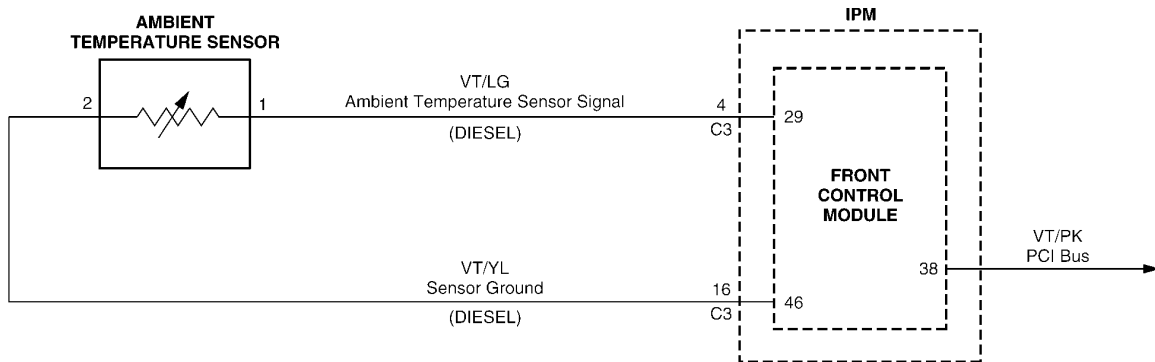 AMBIENT
TEMPERATURE SENSOR
IPM
2
1
VT/LG
Ambient Temperature Sensor Signal
(DIESEL)
4
C3
29
FRONT
CONTROL
MODULE
38
VT/PK
PCI Bus
VT/YL
Sensor Ground
(DIESEL)
16
C3
46